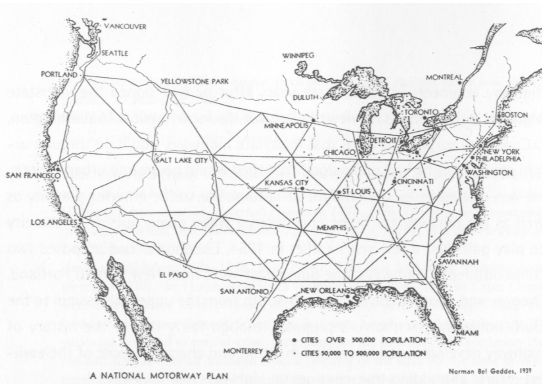 VANCOUVER
SEATTLE
PORTLAND
YELLOWSTONE PARK
WINNIPEG
DULUTH
MINNEAPOLIS
MONTREAL
TORONTO
BOSTON
DETROIT
CHICAGO
NEW YORK
PHILADELPHIA
WASHINGTON
SALT LAKE CITY
SAN FRANCISCO
KANSAS CITY
ST LOUIS
CINCINNATI
LOS ANGELES
MEMPHIS
EL PASO
SAVANNAH
SAN ANTONIO
NEW ORLEANS
MIAMI
MONTERREY
CITIES OVER 500,000 POPULATION
CITIES 50,000 TO 500,000 POPULATION
A NATIONAL MOTORWAY PLAN
Norman Bel Geddes, 1939